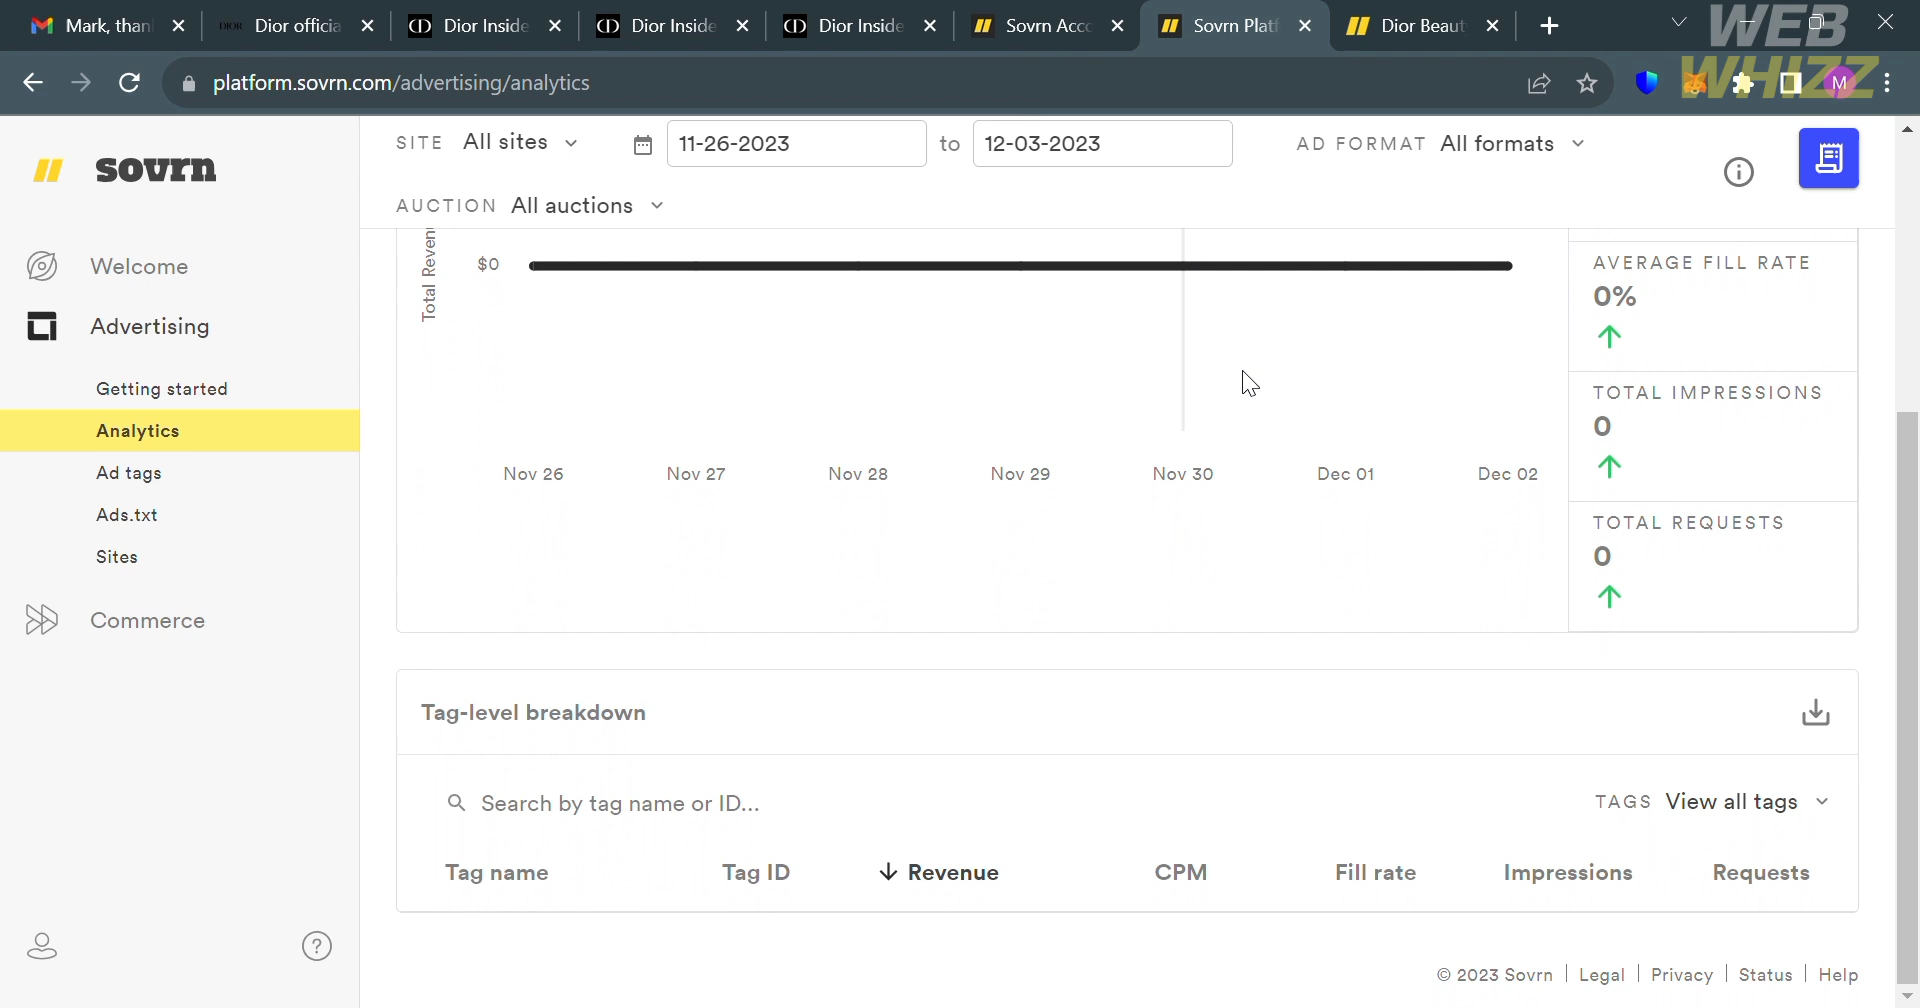 Mark, than
DIOR Dior officia
Dior Inside
Dior Inside
Dior Inside
Sovrn Acco
Sovrn Platf
Dior Beaut
WEB
WHIZZ
platform.sovrn.com/advertising/analytics
M
sovrn
SITE All sites
11-26-2023 to 12-03-2023
AD FORMAT All formats
AUCTION All auctions
Welcome
Advertising
Getting started
Analytics
Ad tags
Ads.txt
Sites
Commerce
Total Revenu
$0
Nov 26 Nov 27 Nov 28 Nov 29 Nov 30 Dec 01 Dec 02
AVERAGE FILL RATE
0%
TOTAL IMPRESSIONS
0
TOTAL REQUESTS
0
Tag-level breakdown
Search by tag name or ID...
TAGS View all tags
Tag name Tag ID Revenue CPM Fill rate Impressions Requests
© 2023 Sovrn | Legal | Privacy | Status | Help